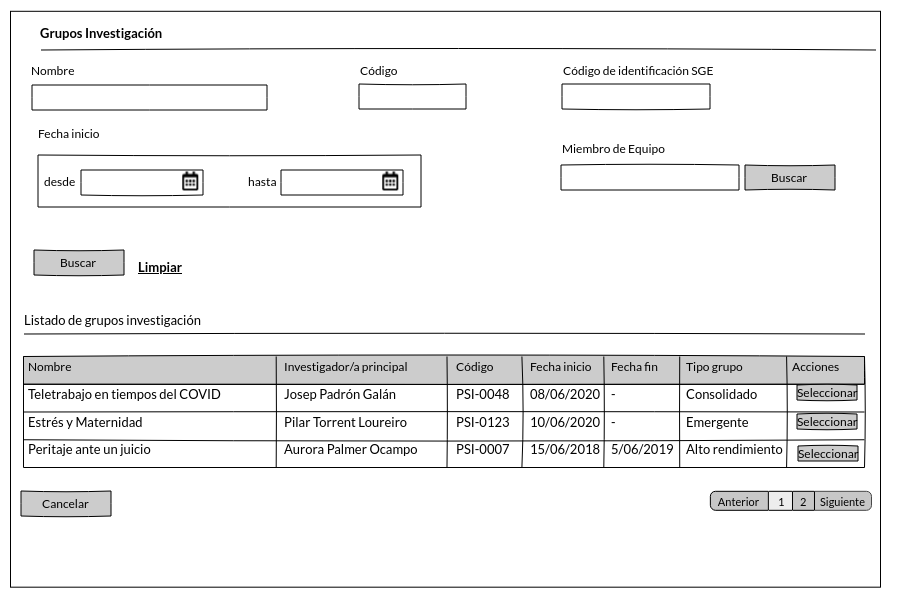 Grupos Investigación
Nombre
Código
Código de identificación SGE
Fecha inicio
Miembro de Equipo
desde
hasta
Buscar
Buscar
Limpiar
Listado de grupos investigación
Nombre Investigador/a principal Código Fecha inicio Fecha fin Tipo grupo Acciones
Teletrabajo en tiempos del COVID Josep Padrón Galán PSI-0048 08/06/2020 - Consolidado Seleccionar
Estrés y Maternidad Pilar Torrent Loureiro PSI-0123 10/06/2020 - Emergente Seleccionar
Peritaje ante un juicio Aurora Palmer Ocampo PSI-0007 15/06/2018 5/06/2019 Alto rendimiento Seleccionar
Cancelar
Anterior 1 2 Siguiente